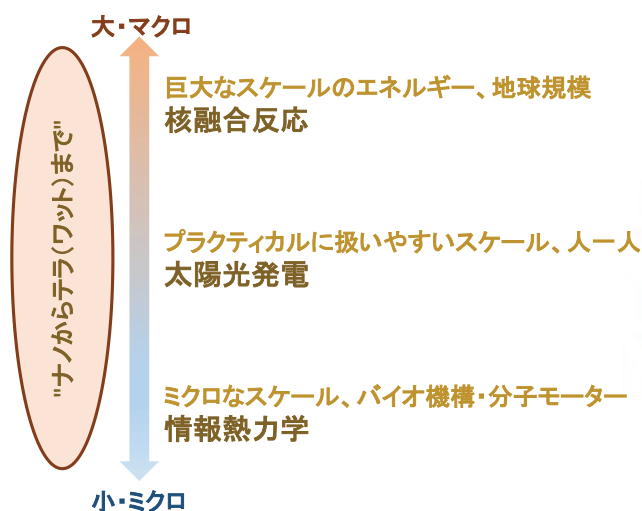 大・マクロ
巨大なスケールのエネルギー、地球規模
核融合反応
"ナノからテラ(ワット)まで"
プラクティカルに扱いやすいスケール、人一人
太陽光発電
ミクロなスケール、バイオ機構・分子モーター
情報熱力学
小・ミクロ